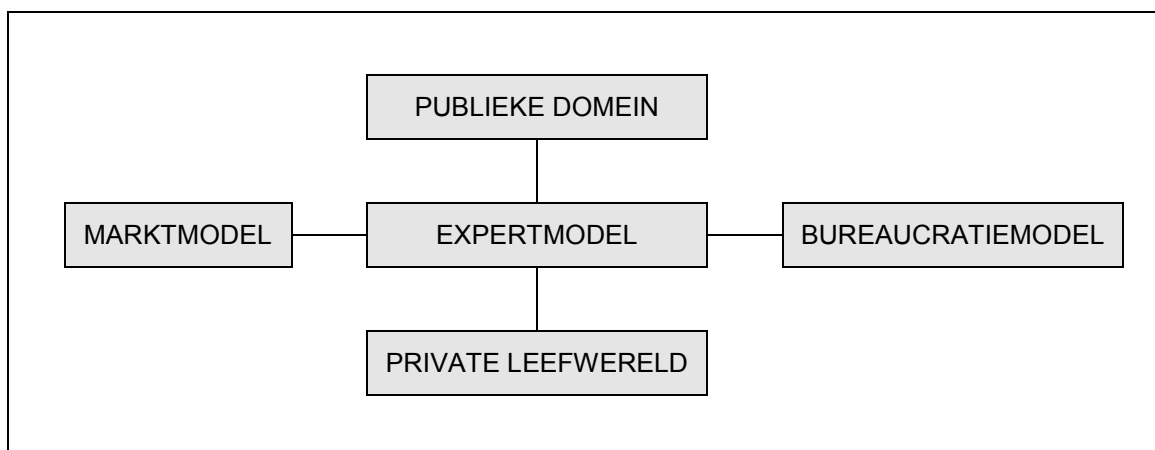 PUBLIEKE DOMEIN
MARKTMODEL
EXPERTMODEL
BUREAUCRATIEMODEL
PRIVATE LEEFWERELD